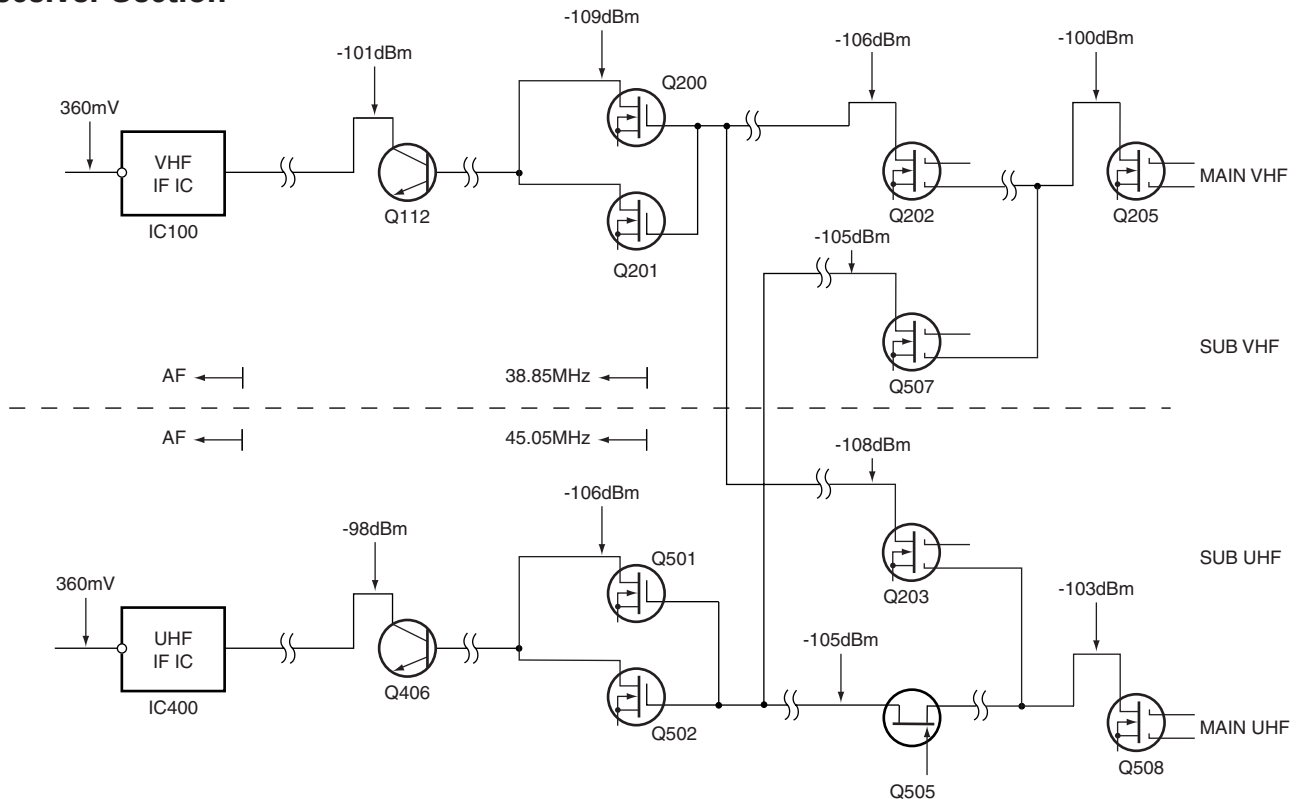 -109dBm
-106dBm
-100dBm
-101dBm
Q200
360mV
VHF
IF IC
IC100
Q112
Q201
Q202
Q205
MAIN VHF
-105dBm
Q507
SUB VHF
AF
38.85MHz
AF
45.05MHz
-108dBm
-106dBm
-98dBm
Q501
Q203
SUB UHF
360mV
UHF
IF IC
IC400
Q406
Q502
-105dBm
-103dBm
Q505
Q508
MAIN UHF